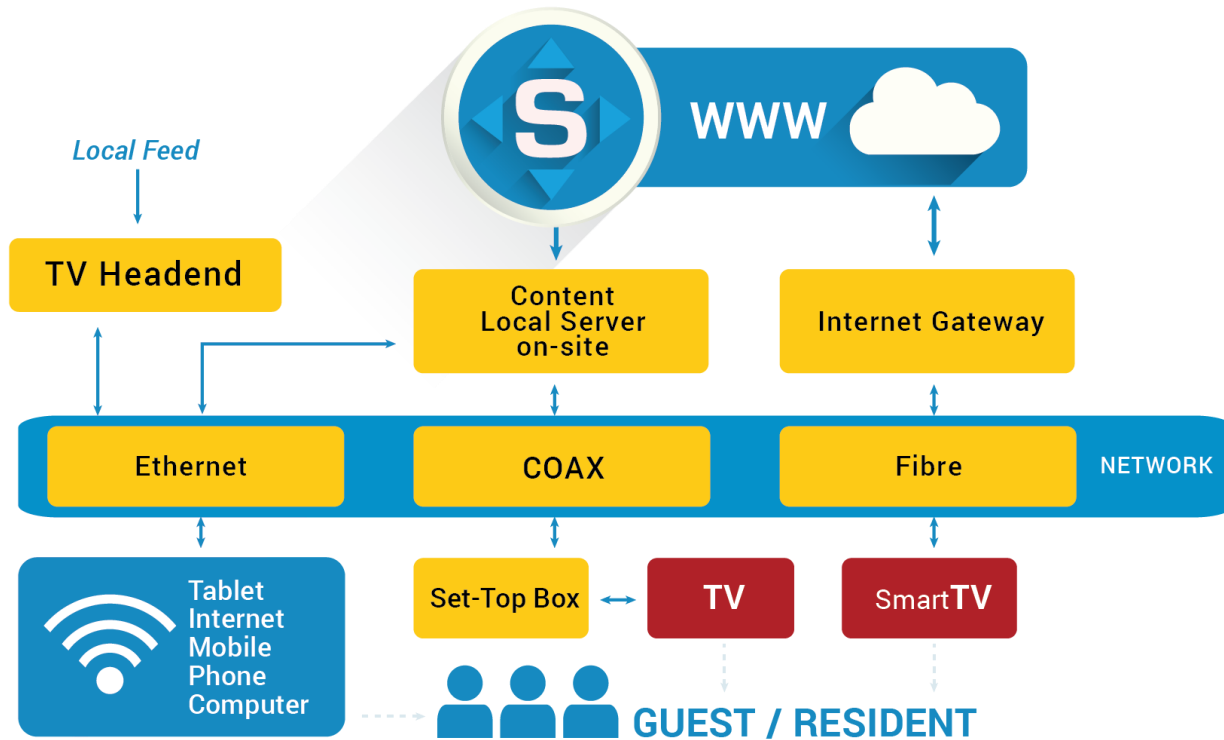 S
WWW
Local Feed
TV Headend
Content
Local Server
on-site
Internet Gateway
Ethernet
COAX
Fibre
NETWORK
Tablet
Internet
Mobile
Phone
Computer
Set-Top Box
TV
SmartTV
GUEST / RESIDENT